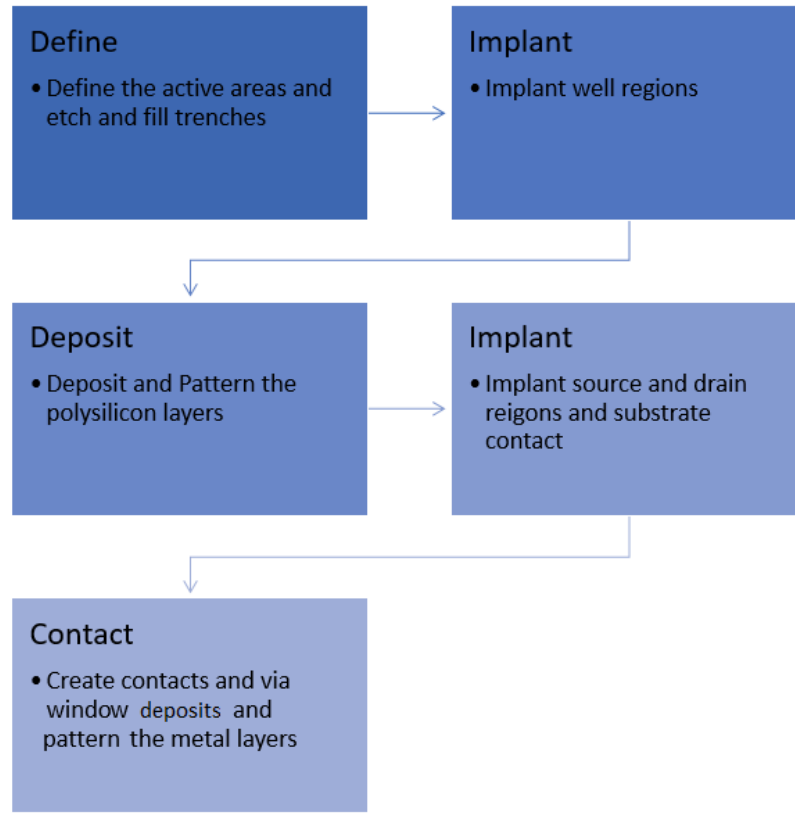 Define
• Define the active areas and
etch and fill trenches
Implant
• Implant well regions
Deposit
• Deposit and Pattern the
polysilicon layers
Implant
• Implant source and drain
reigons and substrate
contact
Contact
• Create contacts and via
window deposits and
pattern the metal layers